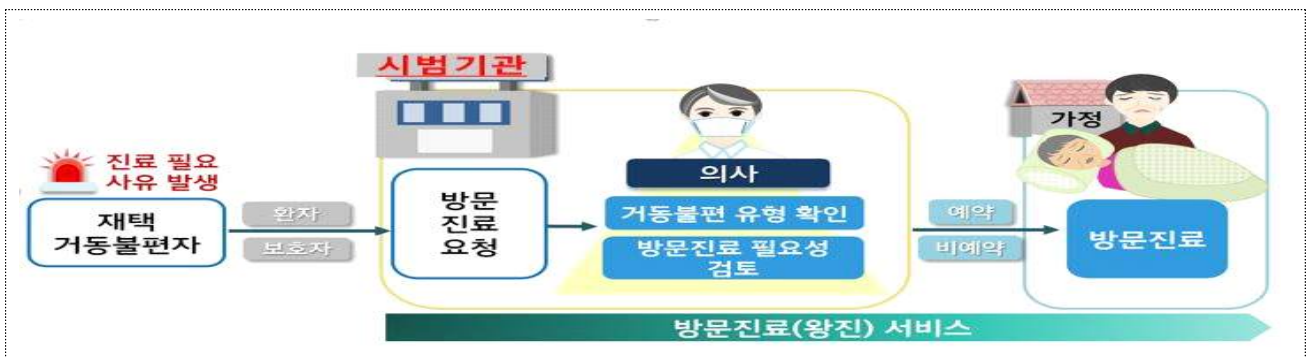 시범기관
진료 필요
사유 발생
재택
거동불편자
환자
보호자
방문
진료
요청
의사
거동불편 유형 확인
방문진료 필요성
검토
예약
비예약
가정
방문진료
방문진료(왕진) 서비스